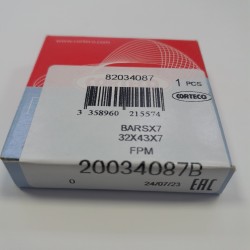 82034087
1 PCS
CORTECO
3 358960 215574
BARSX7
32X43X7
FPM
20034087B
0
24/07/23
EAC